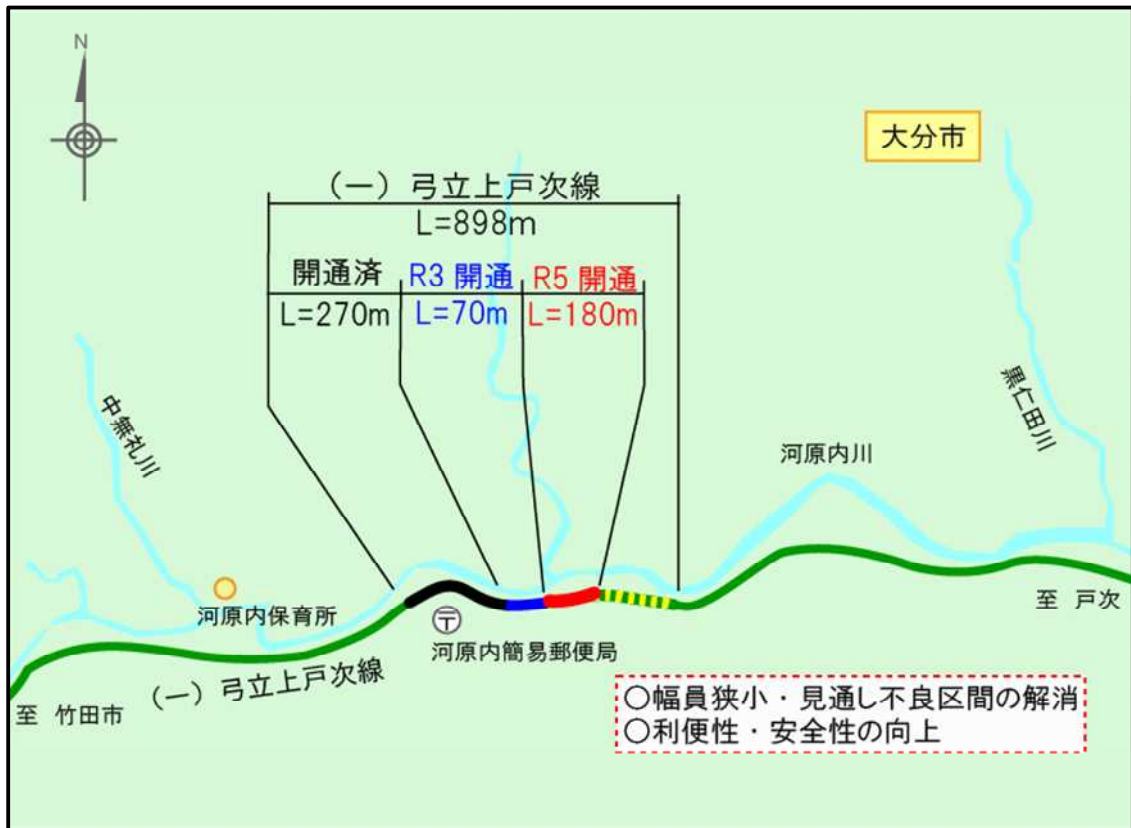 N
大分市
（一）弓立上戸次線
L=898m
開通済 R3 開通 R5 開通
L=270m L=70m L=180m
中無礼川
黒仁田川
河原内川
河原内保育所
〒
河原内簡易郵便局
至 戸次
（一）弓立上戸次線
至 竹田市
○幅員狭小・見通し不良区間の解消
○利便性・安全性の向上